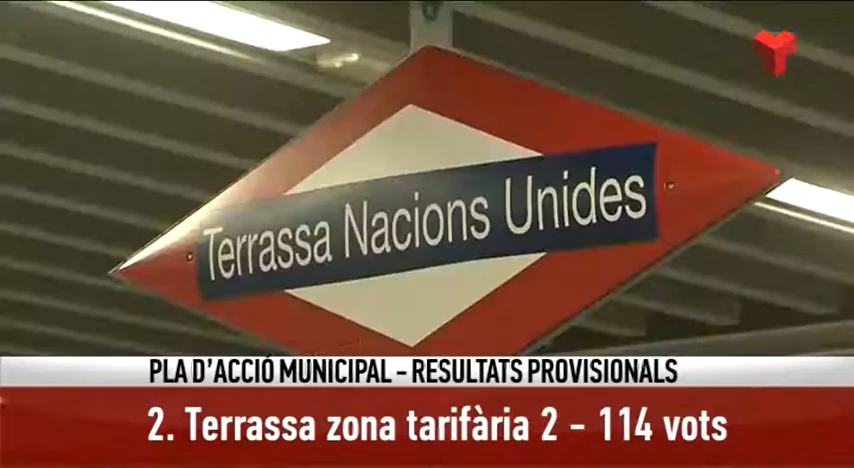 Terrassa Nacions Unides
PLA D'ACCIÓ MUNICIPAL - RESULTATS PROVISIONALS
2. Terrassa zona tarifària 2 - 114 vots